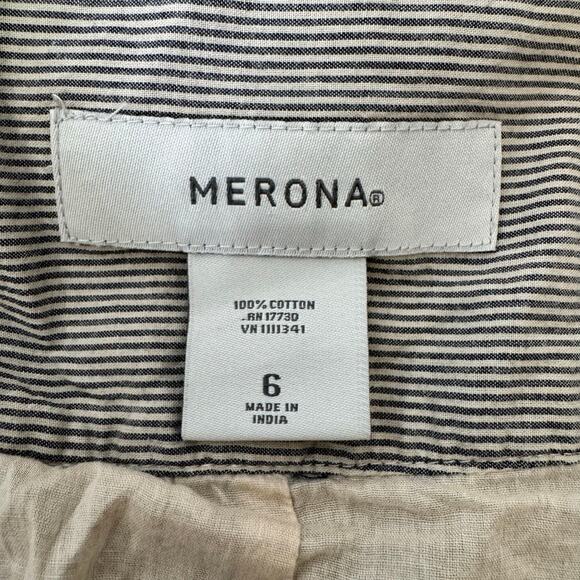 MERONA®
100% COTTON
RN 17730
VN 1111341
6
MADE IN
INDIA